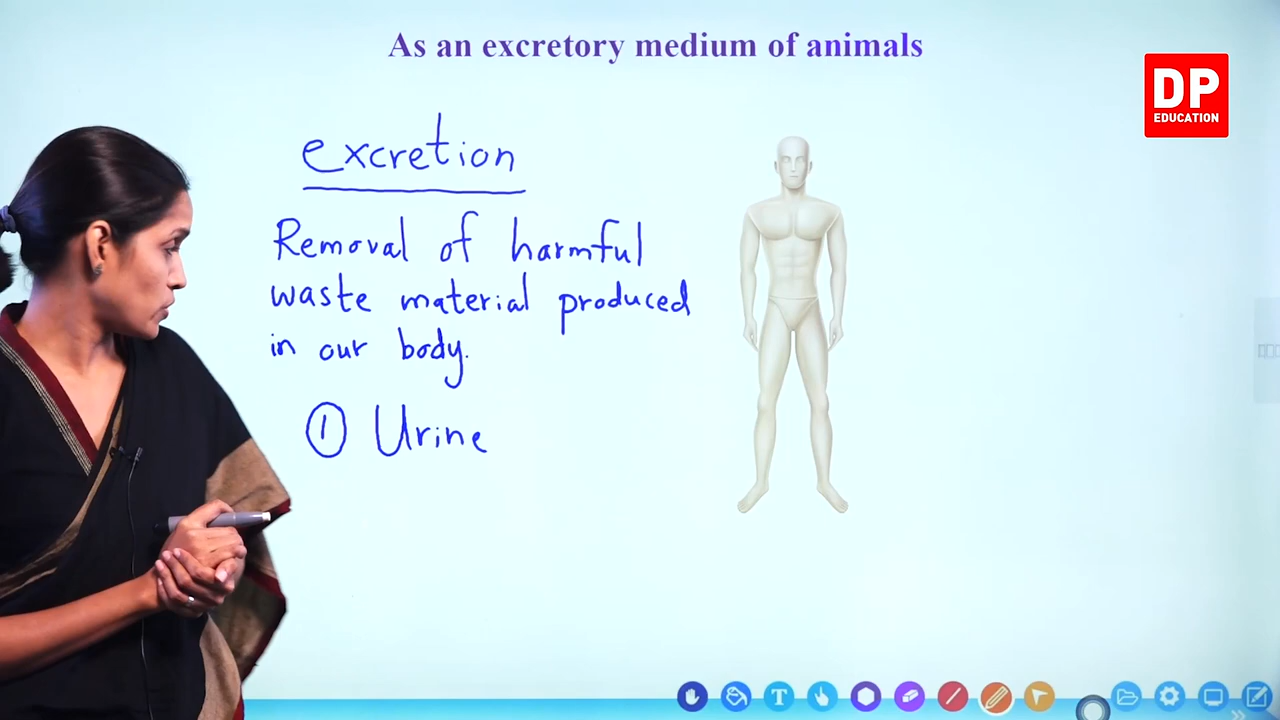 As an excretory medium of animals
DP
EDUCATION
excretion
Removal of harmful
waste material produced
in our body.
① Urine
T